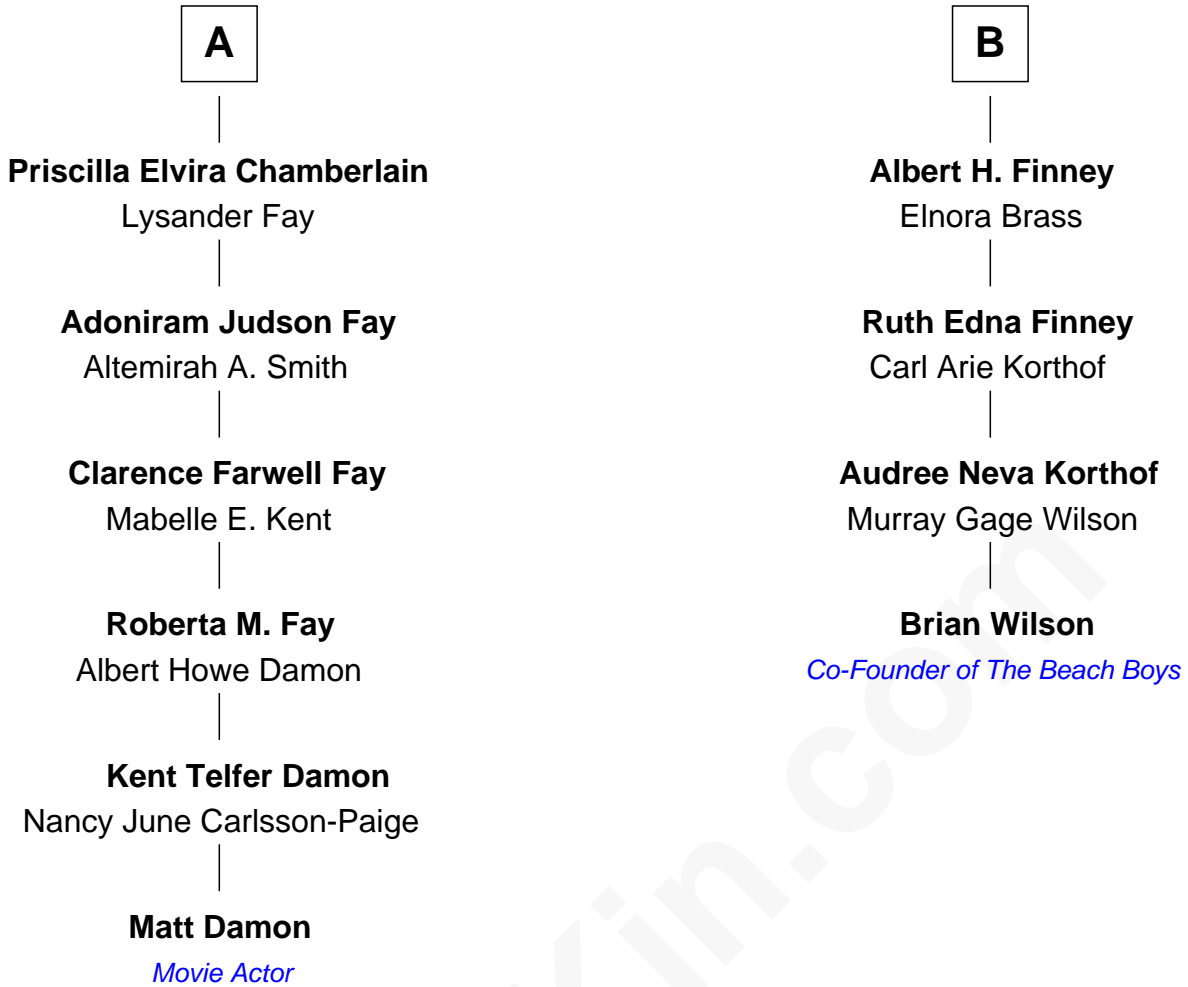 A
Priscilla Elvira Chamberlain
Lysander Fay
Adoniram Judson Fay
Altemirah A. Smith
Clarence Farwell Fay
Mabelle E. Kent
Roberta M. Fay
Albert Howe Damon
Kent Telfer Damon
Nancy June Carlsson-Paige
Matt Damon
Movie Actor
B
Albert H. Finney
Elnora Brass
Ruth Edna Finney
Carl Arie Korthof
Audree Neva Korthof
Murray Gage Wilson
Brian Wilson
Co-Founder of The Beach Boys
Kin.com